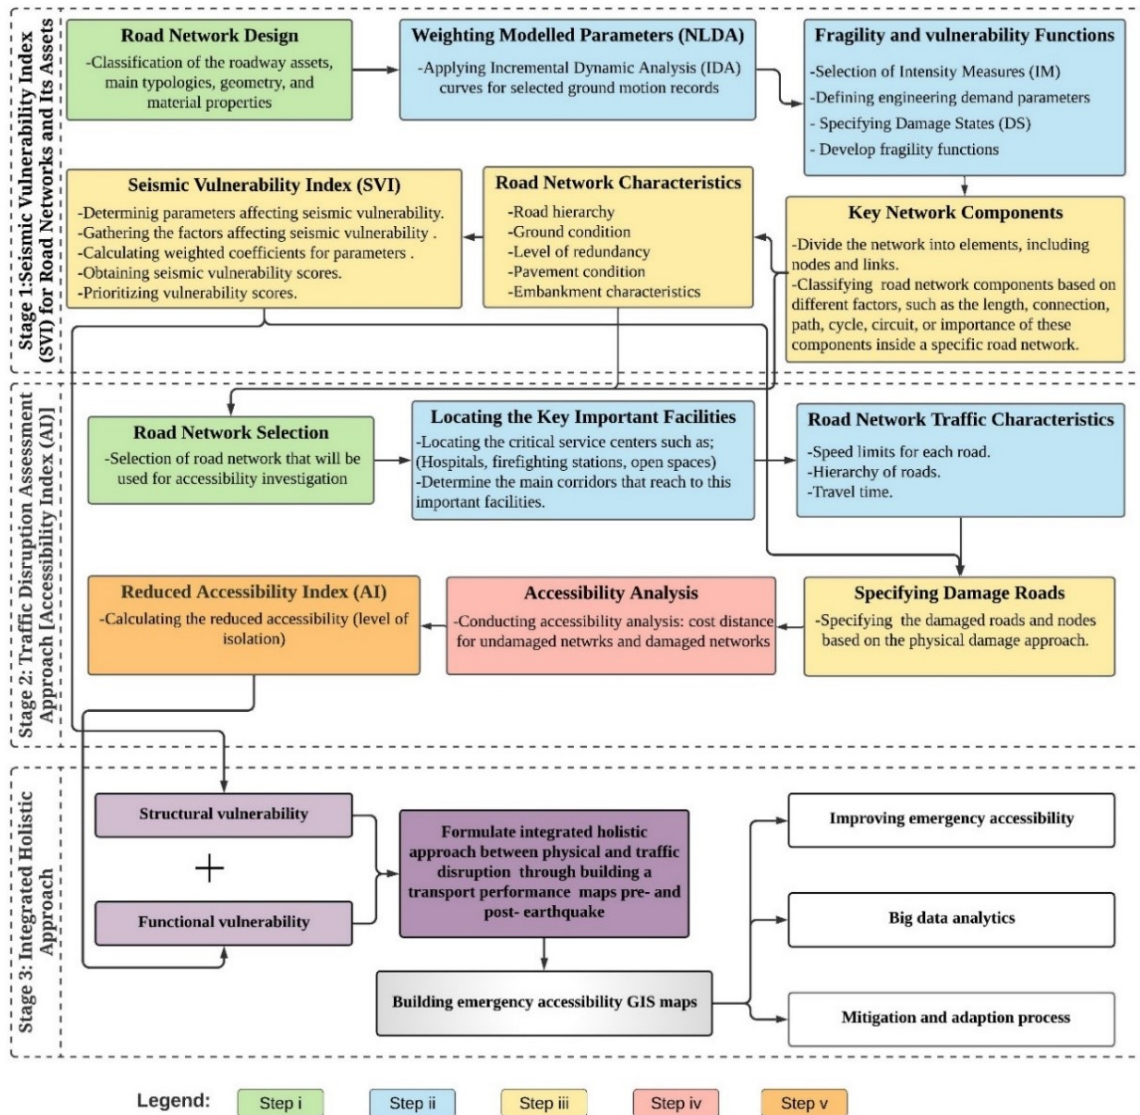 Stage 1:Seismic Vulnerability Index
(SVI) for Road Networks and Its Assets
Road Network Design
-Classification of the roadway assets,
main typologies, geometry, and
material properties
Weighting Modelled Parameters (NLDA)
-Applying Incremental Dynamic Analysis (IDA)
curves for selected ground motion records
Fragility and vulnerability Functions
-Selection of Intensity Measures (IM)
-Defining engineering demand parameters
- Specifying Damage States (DS)
- Develop fragility functions
Seismic Vulnerability Index (SVI)
-Determining parameters affecting seismic vulnerability.
-Gathering the factors affecting seismic vulnerability .
-Calculating weighted coefficients for parameters .
-Obtaining seismic vulnerability scores.
-Prioritizing vulnerability scores.
Road Network Characteristics
-Road hierarchy
-Ground condition
-Level of redundancy
-Pavement condition
-Embankment characteristics
Key Network Components
-Divide the network into elements, including
nodes and links.
-Classifying road network components based on
different factors, such as the length, connection,
path, cycle, circuit, or importance of these
components inside a specific road network.
Stage 2: Traffic Disruption Assessment
Approach [Accessibility Index (AI)]
Road Network Selection
-Selection of road network that will be
used for accessibility investigation
Locating the Key Important Facilities
-Locating the critical service centers such as;
(Hospitals, firefighting stations, open spaces)
-Determine the main corridors that reach to this
important facilities.
Road Network Traffic Characteristics
-Speed limits for each road.
-Hierarchy of roads.
-Travel time.
Reduced Accessibility Index (AI)
-Calculating the reduced accessibility (level of
isolation)
Accessibility Analysis
-Conducting accessibility analysis: cost distance
for undamaged netwrks and damaged networks
Specifying Damage Roads
-Specifying the damaged roads and nodes
based on the physical damage approach.
Stage 3: Integrated Holistic
Approach
Structural vulnerability
+
Functional vulnerability
Formulate integrated holistic
approach between physical and traffic
disruption through building a
transport performance maps pre- and
post- earthquake
Building emergency accessibility GIS maps
Improving emergency accessibility
Big data analytics
Mitigation and adaption process
Legend: Step i Step ii Step iii Step iv Step v